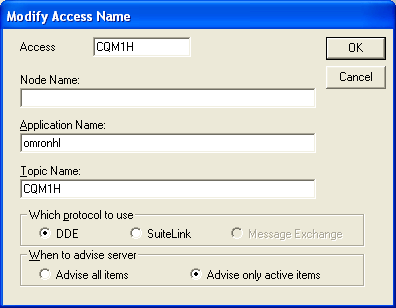 Modify Access Name
Access CQM1H OK
Cancel
Node Name:
Application Name:
omronhl
Topic Name:
CQM1H
Which protocol to use
DDE SuiteLink Message Exchange
When to advise server
Advise all items Advise only active items